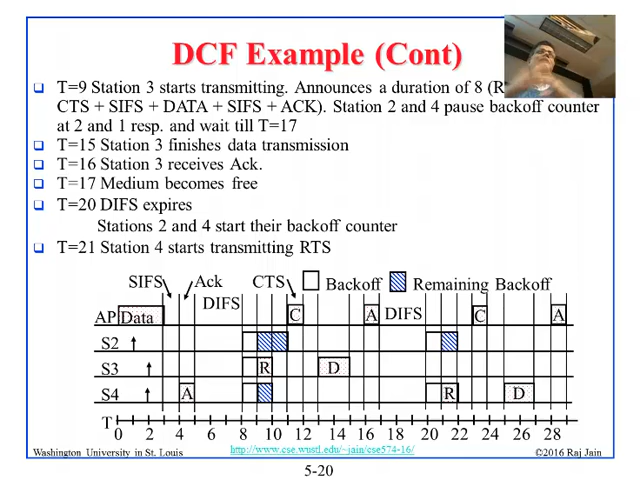 DCF Example (Cont)
T=9 Station 3 starts transmitting. Announces a duration of 8 (R
CTS + SIFS + DATA + SIFS + ACK). Station 2 and 4 pause backoff counter
at 2 and 1 resp. and wait till T=17
T=15 Station 3 finishes data transmission
T=16 Station 3 receives Ack.
T=17 Medium becomes free
T=20 DIFS expires
Stations 2 and 4 start their backoff counter
T=21 Station 4 starts transmitting RTS
SIFS Ack CTS Backoff Remaining Backoff
DIFS
AP Data C A DIFS C A
S2
S3 R D
S4 A R D
T
0 2 4 6 8 10 12 14 16 18 20 22 24 26 28
Washington University in St. Louis http://www.cse.wustl.edu/~jain/cse574-16/ ©2016 Raj Jain
5-20